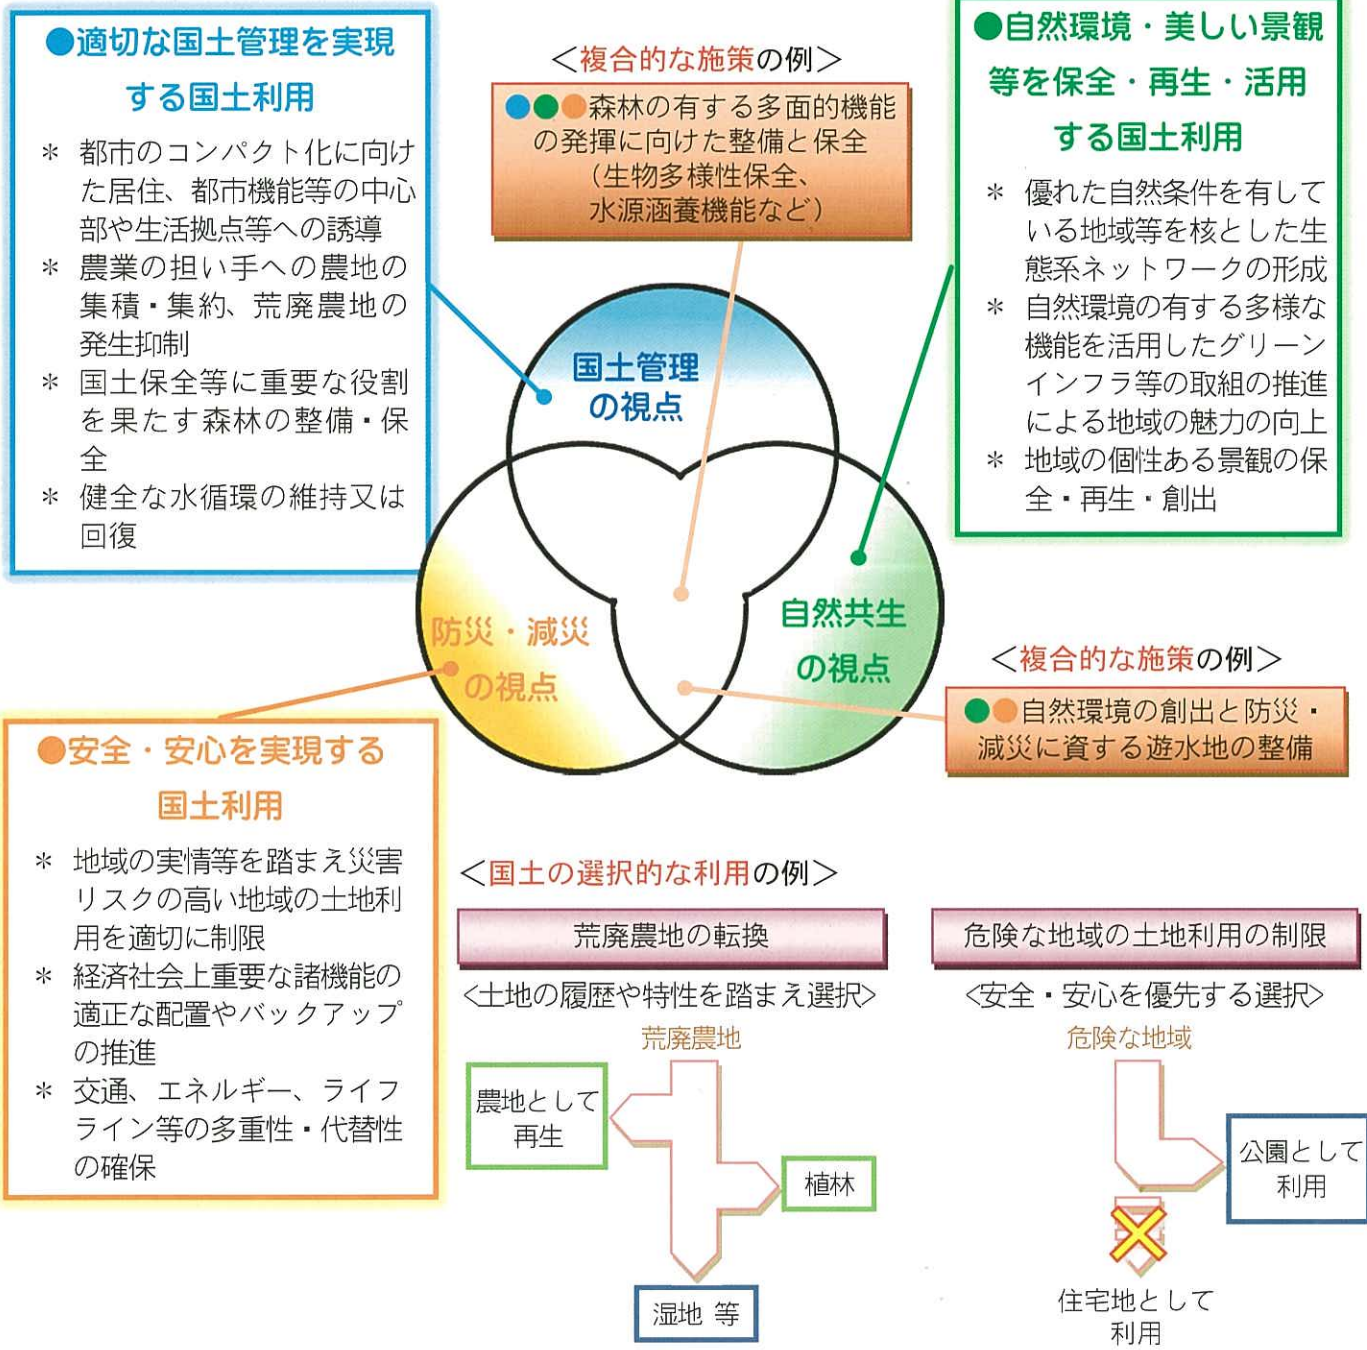 ●適切な国土管理を実現
する国土利用
＊ 都市のコンパクト化に向け
た居住、都市機能等の中心
部や生活拠点等への誘導
＊ 農業の担い手への農地の
集積・集約、荒廃農地の
発生抑制
＊ 国土保全等に重要な役割
を果たす森林の整備・保
全
＊ 健全な水循環の維持又は
回復
＜複合的な施策の例＞
●●●森林の有する多面的機能
の発揮に向けた整備と保全
（生物多様性保全、
水源涵養機能など）
●自然環境・美しい景観
等を保全・再生・活用
する国土利用
＊ 優れた自然条件を有して
いる地域等を核とした生
態系ネットワークの形成
＊ 自然環境の有する多様な
機能を活用したグリーン
インフラ等の取組の推進
による地域の魅力の向上
＊ 地域の個性ある景観の保
全・再生・創出
国土管理
の視点
防災・減災
の視点
自然共生
の視点
＜複合的な施策の例＞
●●自然環境の創出と防災・
減災に資する遊水地の整備
●安全・安心を実現する
国土利用
＊ 地域の実情等を踏まえ災害
リスクの高い地域の土地利
用を適切に制限
＊ 経済社会上重要な諸機能の
適正な配置やバックアップ
の推進
＊ 交通、エネルギー、ライフ
ライン等の多重性・代替性
の確保
＜国土の選択的な利用の例＞
荒廃農地の転換
＜土地の履歴や特性を踏まえ選択＞
荒廃農地
農地として
再生
植林
湿地 等
危険な地域の土地利用の制限
＜安全・安心を優先する選択＞
危険な地域
公園として
利用
住宅地として
利用